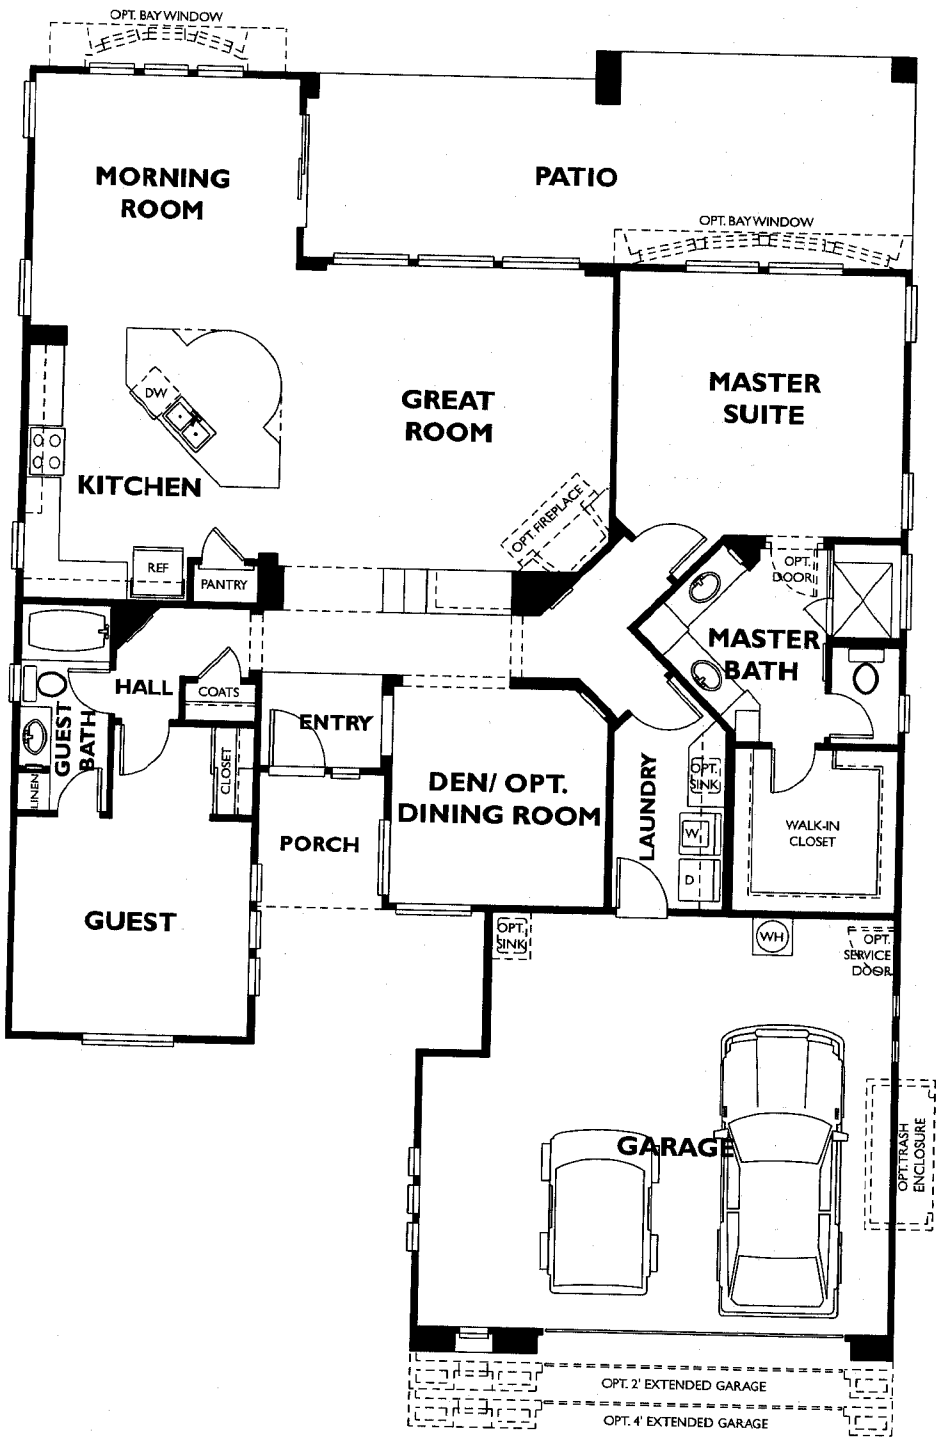 OPT. BAY WINDOW
MORNING
ROOM
PATIO
OPT. BAY WINDOW
DW
GREAT
ROOM
MASTER
SUITE
KITCHEN
OPT. FIREPLACE
REF
PANTRY
OPT.
DOOR
MASTER
BATH
HALL
COATS
GUEST
BATH
ENTRY
LINEN
CLOSET
DEN/ OPT.
DINING ROOM
LAUNDRY
OPT.
SINK
W
D
WALK-IN
CLOSET
PORCH
GUEST
OPT.
SINK
WH
OPT.
SERVICE
DOOR
GARAGE
OPT. TRASH
ENCLOSURE
OPT. 2' EXTENDED GARAGE
OPT. 4' EXTENDED GARAGE